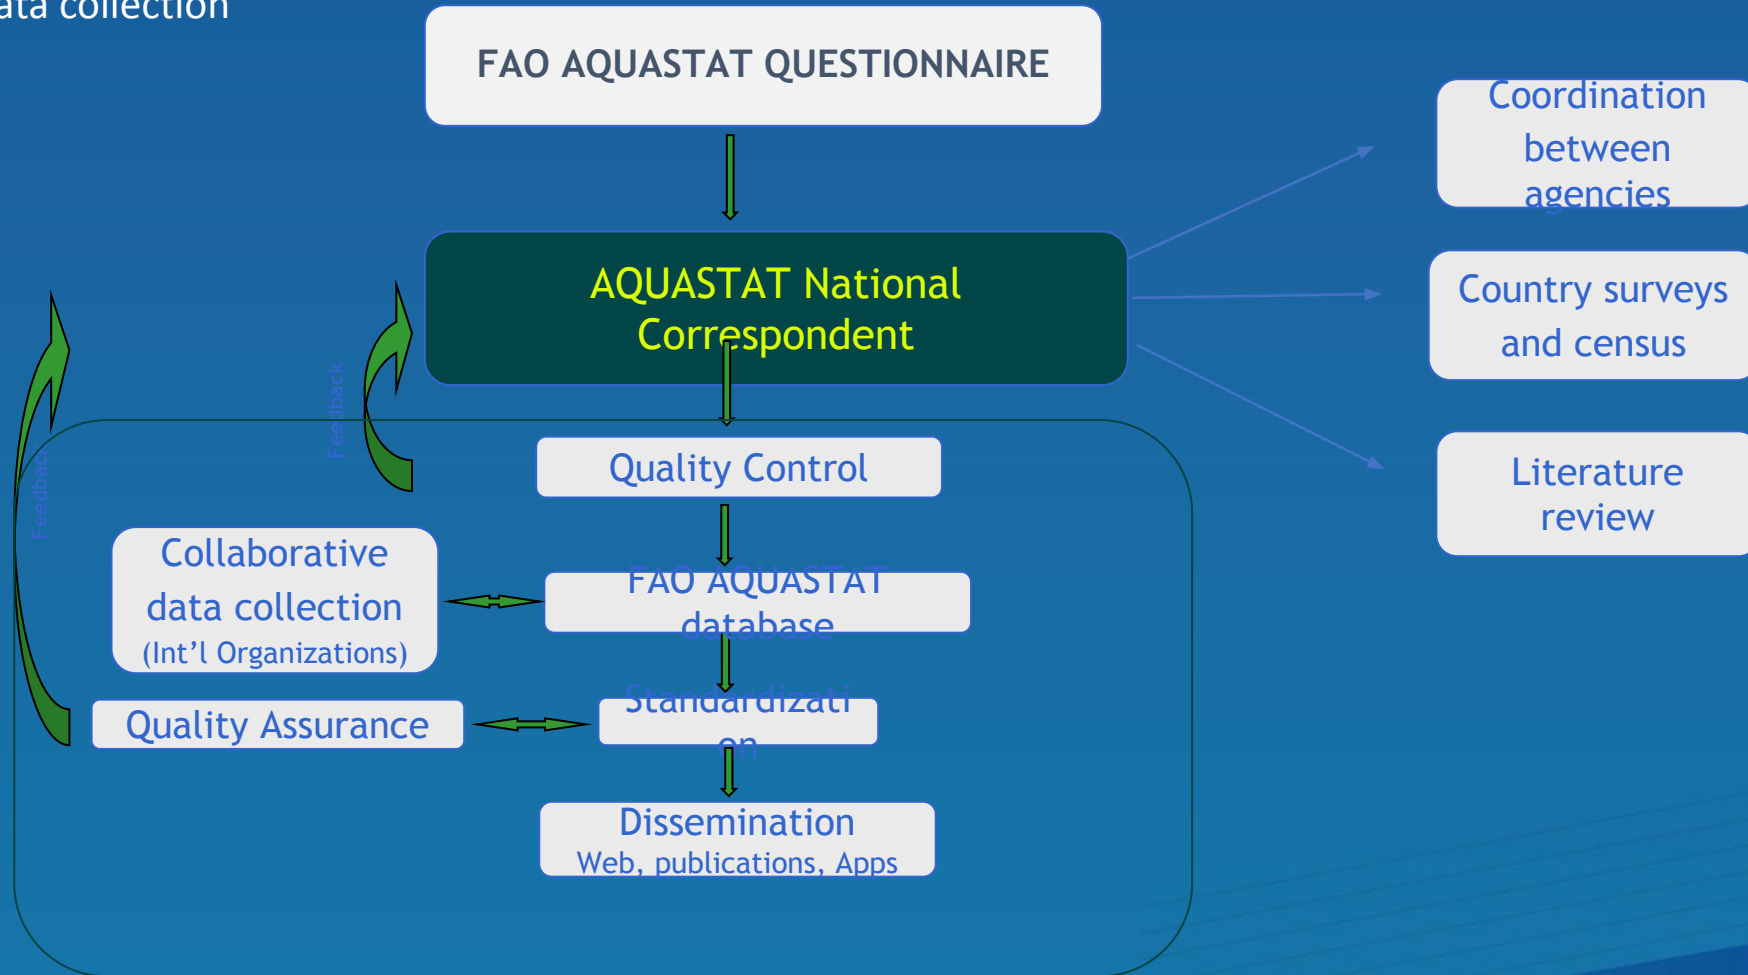 ata collection
FAO AQUASTAT QUESTIONNAIRE
Coordination
between
agencies
AQUASTAT National
Correspondent
Country surveys
and census
Feedback
Feedback
Literature
review
Quality Control
Collaborative
data collection
(Int'l Organizations)
FAO AQUASTAT
database
Quality Assurance
Standardizati
on
Dissemination
Web, publications, Apps